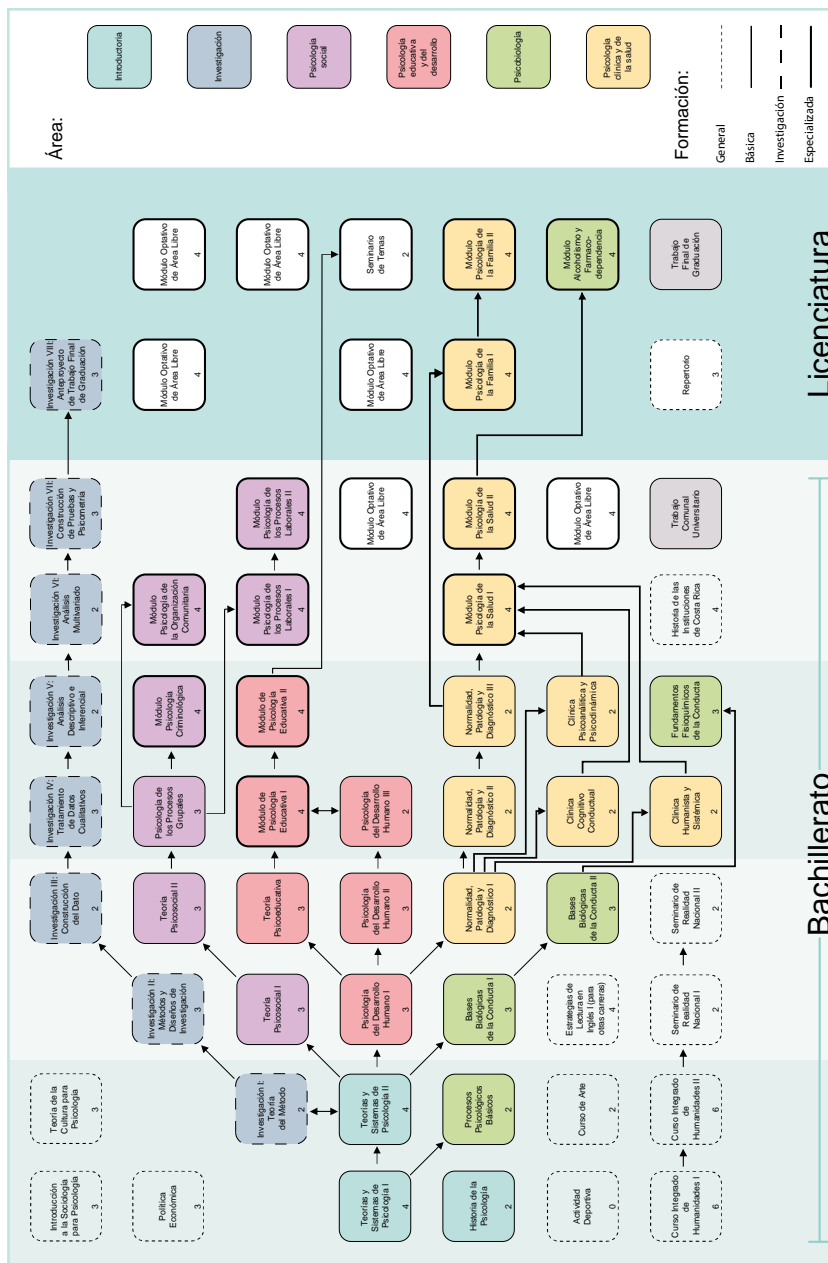 Introducción
a la Sociología
para Psicología
3
Política
Económica
3
Teorías y
Sistemas de
Psicología I
4
Historia de la
Psicología
2
Actividad
Deportiva
0
Curso Integrado
de
Humanidades I
6
Teoría de la
Cultura para
Psicología
3
Investigación I:
Teoría
del Método
2
Teorías y
Sistemas de
Psicología II
4
Procesos
Psicológicos
Básicos
2
Curso de Arte
2
Curso Integrado
de
Humanidades II
6
Investigación II:
Métodos y
Diseños de
Investigación
3
Teoría
Psicosocial I
3
Psicología
del Desarrollo
Humano I
3
Bases
Biológicas
de la Conducta I
3
Estrategias de
Lectura en
Inglés I (para
otras carreras)
4
Seminario de
Realidad
Nacional I
2
Investigación III:
Construcción
del Dato
2
Teoría
Psicosocial II
3
Teoría
Psicoeducativa
3
Psicología
del Desarrollo
Humano II
3
Normalidad,
Patología y
Diagnóstico I
2
Bases
Biológicas
de la Conducta II
3
Seminario de
Realidad
Nacional II
2
Investigación IV:
Tratamiento
de Datos
Cualitativos
3
Psicología de
los Procesos
Grupales
3
Módulo de
Psicología
Educativa I
4
Psicología
del Desarrollo
Humano III
2
Normalidad,
Patología y
Diagnóstico II
2
Clínica
Cognitivo
Conductual
2
Clínica
Humanista y
Sistémica
2
Investigación V:
Análisis
Descriptivo e
Inferencial
2
Módulo
Psicología
Criminológica
4
Módulo de
Psicología
Educativa II
4
Normalidad,
Patología y
Diagnóstico III
2
Clínica
Psicoanalítica y
Psicodinámica
2
Fundamentos
Fisioquímicos
de la Conducta
3
Investigación VI:
Análisis
Multivariado
2
Módulo
Psicología de
la Organización
Comunitaria
4
Módulo
Psicología de
los Procesos
Laborales I
4
Módulo
Psicología de
la Salud I
4
Historia de las
Instituciones
de Costa Rica
4
Investigación VII:
Construcción
de Pruebas y
Psicometría
3
Módulo
Psicología de
los Procesos
Laborales II
4
Módulo Optativo
de Área Libre
4
Módulo
Psicología de
la Salud II
4
Módulo Optativo
de Área Libre
4
Trabajo
Comunal
Universitario
Investigación VIII:
Anteproyecto
de Trabajo Final
de Graduación
3
Módulo Optativo
de Área Libre
4
Módulo Optativo
de Área Libre
4
Módulo
Psicología de
la Familia I
4
Repertorio
3
Módulo Optativo
de Área Libre
4
Módulo Optativo
de Área Libre
4
Seminario
de Temas
2
Módulo
Psicología de
la Familia II
4
Módulo
Alcoholismo y
Farmaco-
dependencia
4
Trabajo
Final de
Graduación
Bachillerato
Licenciatura
Área:
Introductoria
Investigación
Psicología
social
Psicología
educativa
y del
desarrollo
Psicobiología
Psicología
clínica y de
la salud
Formación:
General
Básica
Investigación
Especializada